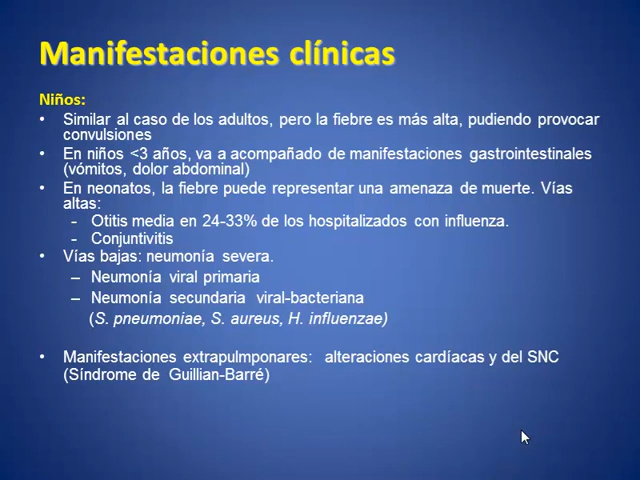 Manifestaciones clínicas
Niños:
• Similar al caso de los adultos, pero la fiebre es más alta, pudiendo provocar
convulsiones
• En niños <3 años, va a acompañado de manifestaciones gastrointestinales
(vómitos, dolor abdominal)
• En neonatos, la fiebre puede representar una amenaza de muerte. Vías
altas:
- Otitis media en 24-33% de los hospitalizados con influenza.
- Conjuntivitis
• Vías bajas: neumonía severa.
– Neumonía viral primaria
– Neumonía secundaria viral-bacteriana
(S. pneumoniae, S. aureus, H. influenzae)
• Manifestaciones extrapulmponares: alteraciones cardíacas y del SNC
(Síndrome de Guillian-Barré)